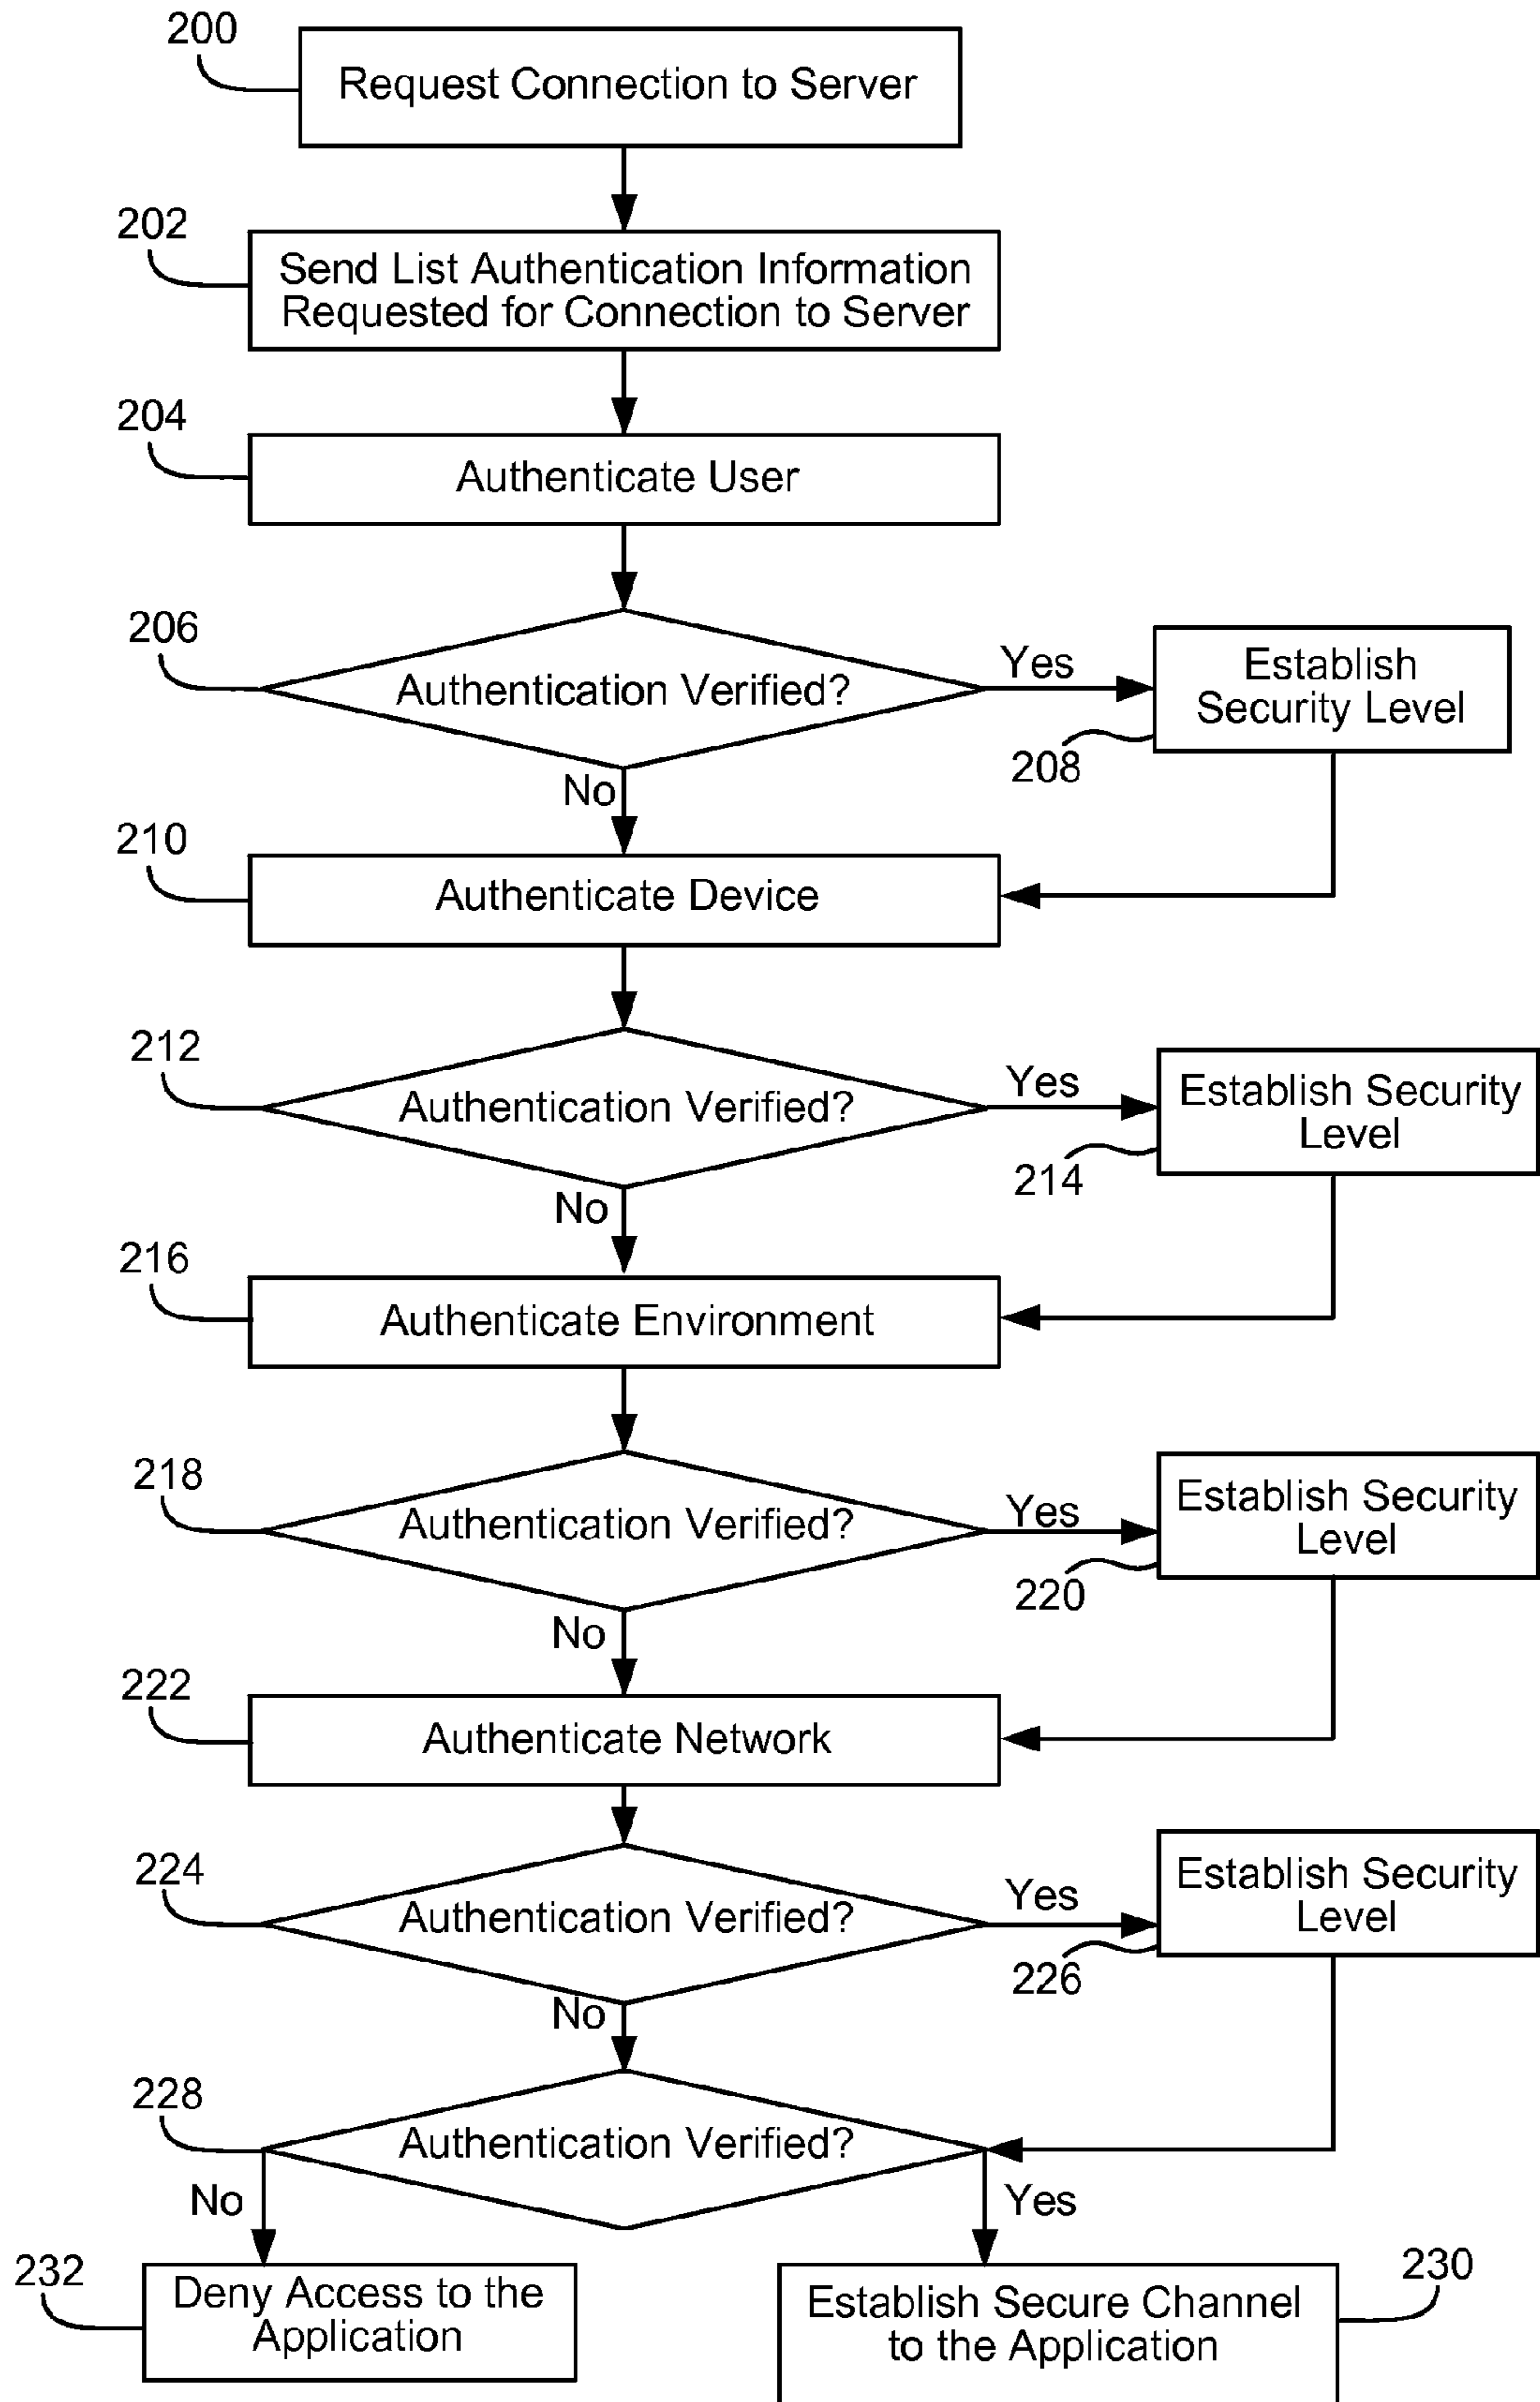 200
Request Connection to Server
202
Send List Authentication Information
Requested for Connection to Server
204
Authenticate User
206
Authentication Verified?
Yes
Establish
Security Level
208
No
210
Authenticate Device
212
Authentication Verified?
Yes
Establish Security
Level
214
No
216
Authenticate Environment
218
Authentication Verified?
Yes
Establish Security
Level
220
No
222
Authenticate Network
224
Authentication Verified?
Yes
Establish Security
Level
226
No
228
Authentication Verified?
No
Yes
232
Deny Access to the
Application
Establish Secure Channel
to the Application
230